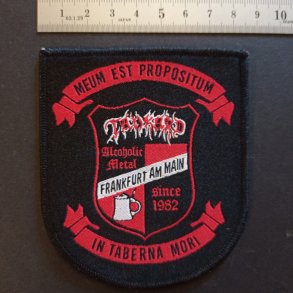 1 2 3 4 5 6 7 8 9 10
MEUM EST PROPOSITUM
TANKARD
Alcoholic
Metal
FRANKFURT AM MAIN
since
1982
IN TABERNA MORI